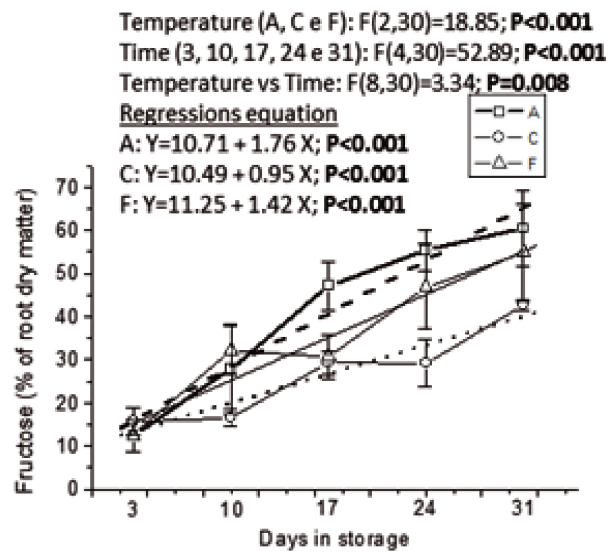 Temperature (A, C e F): F(2,30)=18.85; P<0.001
Time (3, 10, 17, 24 e 31): F(4,30)=52.89; P<0.001
Temperature vs Time: F(8,30)=3.34; P=0.008
Regressions equation
A: Y=10.71 + 1.76 X; P<0.001
C: Y=10.49 + 0.95 X; P<0.001
F: Y=11.25 + 1.42 X; P<0.001
A
C
F
Fructose (% of root dry matter)
70
60
50
40
30
20
10
0
3 10 17 24 31
Days in storage